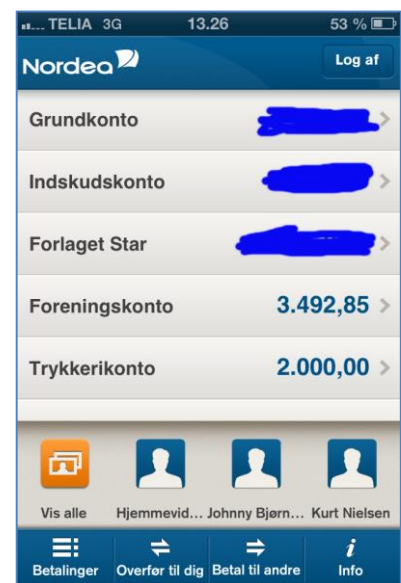 TELIA 3G 13.26 53 %
Nordea Log af
Grundkonto
Indskudskonto
Forlaget Star
Foreningskonto 3.492,85
Trykkerikonto 2.000,00
Vis alle Hjemmevid... Johnny Bjørn... Kurt Nielsen
Betalinger Overfør til dig Betal til andre Info